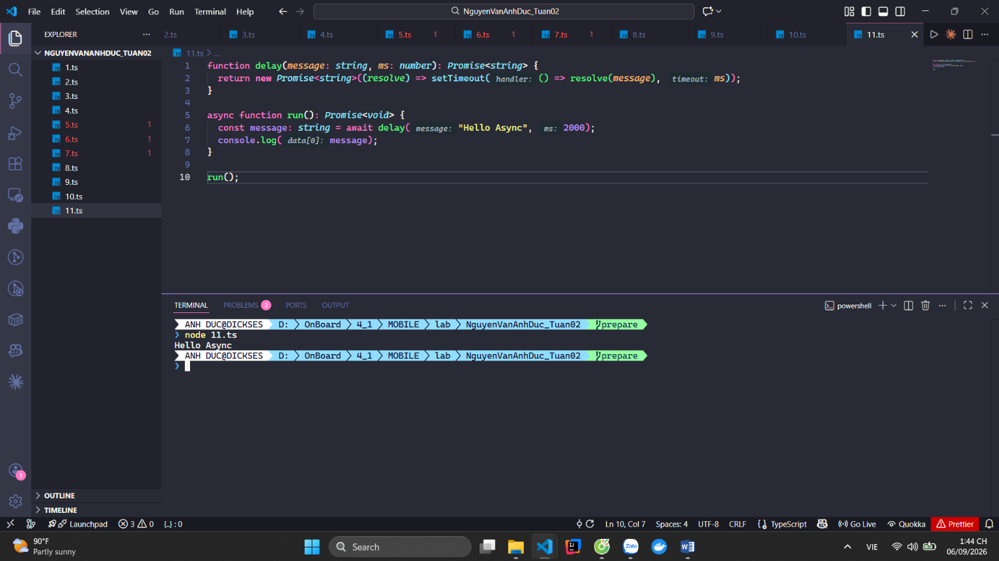 File Edit Selection View Go Run Terminal Help
NguyenVanAnhDuc_Tuan02
EXPLORER
2.ts 3.ts 4.ts 5.ts 1 6.ts 1 7.ts 1 8.ts 9.ts 10.ts 11.ts
NGUYENVANANHDUC_TUAN02
1.ts
2.ts
3.ts
4.ts
5.ts 1
6.ts 1
7.ts 1
8.ts
9.ts
10.ts
11.ts
OUTLINE
TIMELINE
11.ts > ...
1 function delay(message: string, ms: number): Promise<string> {
2 return new Promise<string>((resolve) => setTimeout( handler: () => resolve(message), timeout: ms));
3 }
4
5 async function run(): Promise<void> {
6 const message: string = await delay( message: "Hello Async", ms: 2000);
7 console.log( data[0]: message);
8 }
9
10 run();
TERMINAL PROBLEMS 3 PORTS OUTPUT
powershell
ANH DUC@DICKSES D: OnBoard 4_1 MOBILE lab NguyenVanAnhDuc_Tuan02 prepare
❯ node 11.ts
Hello Async
ANH DUC@DICKSES D: OnBoard 4_1 MOBILE lab NguyenVanAnhDuc_Tuan02 prepare
❯
1
Launchpad 3 0 {..} : 0
Ln 10, Col 7 Spaces: 4 UTF-8 CRLF {} TypeScript Go Live Quokka Prettier
90°F
Partly sunny
Search
Zalo
VIE
1:44 CH
06/09/2026